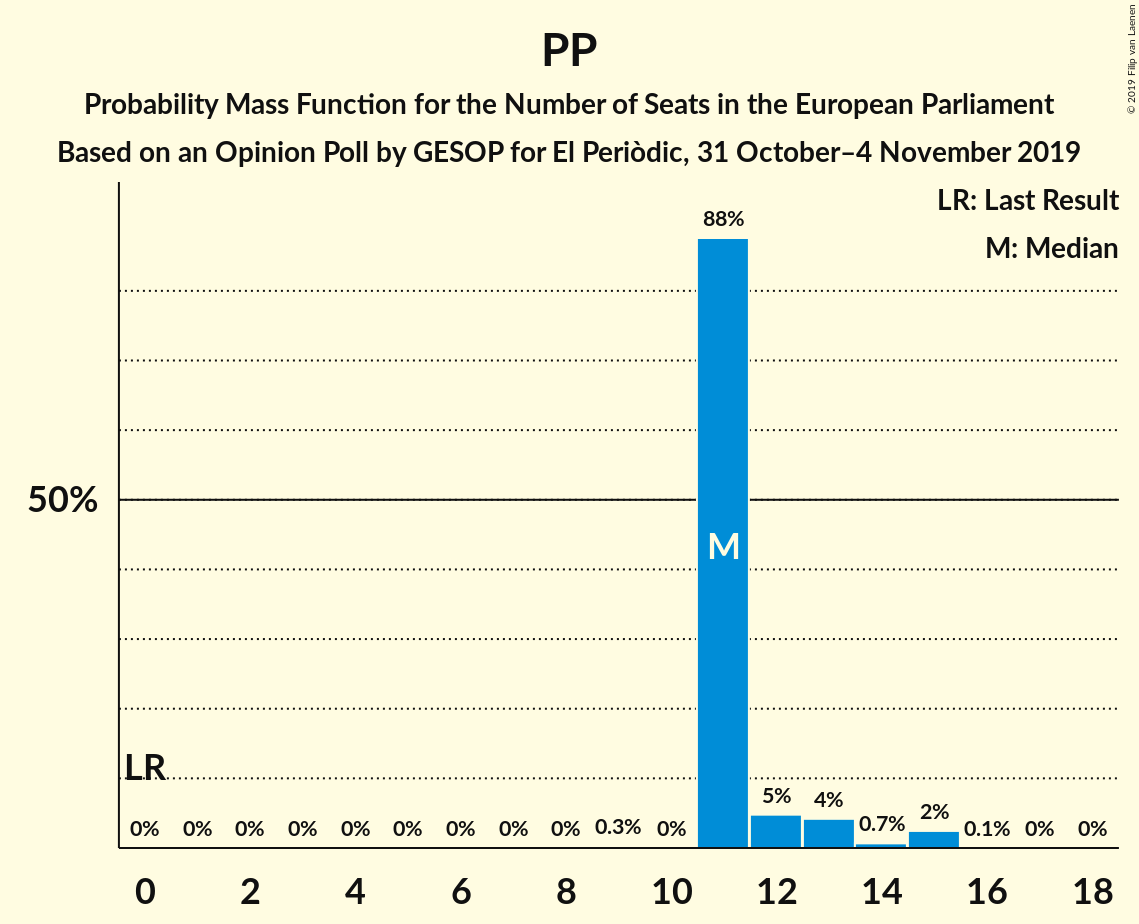 © 2019 Filip van Laenen
PP
Probability Mass Function for the Number of Seats in the European Parliament
Based on an Opinion Poll by GESOP for El Periòdic, 31 October–4 November 2019
LR: Last Result
M: Median
88%
50%
M
LR
0% 0% 0% 0% 0% 0% 0% 0% 0% 0.3% 0% 5% 4% 0.7% 2% 0.1% 0% 0%
0 2 4 6 8 10 12 14 16 18